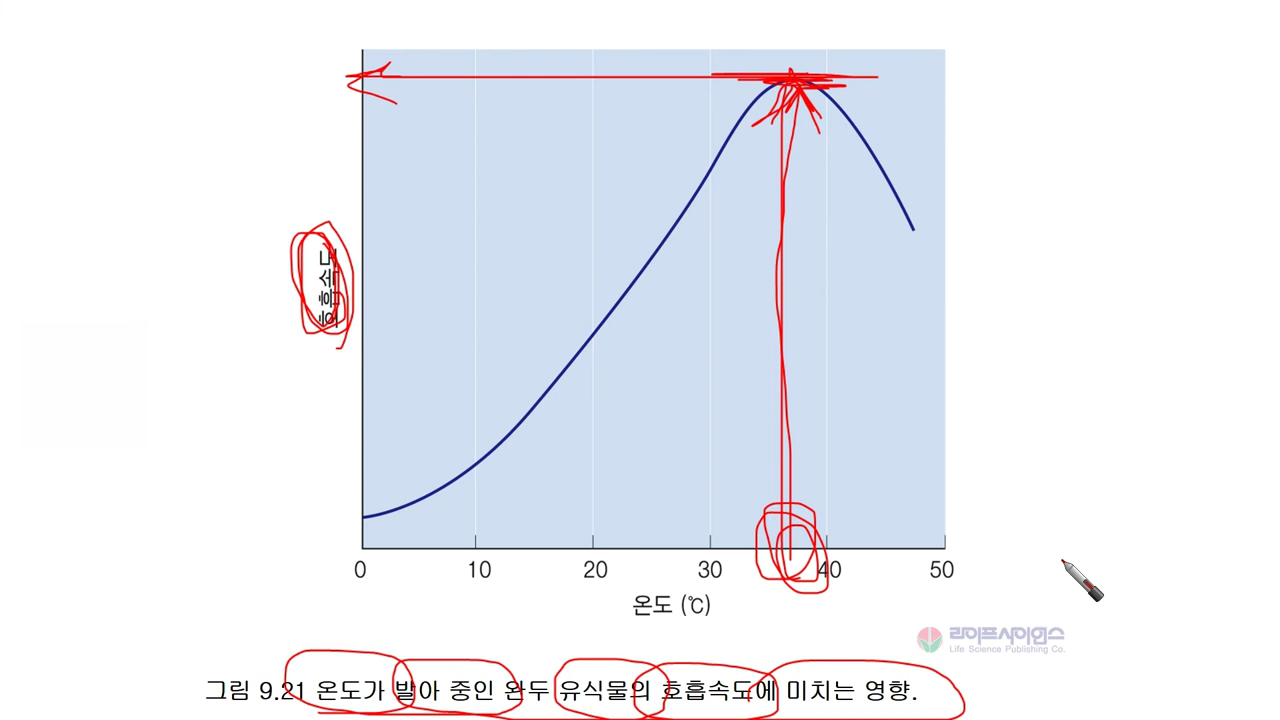 호흡속도
0 10 20 30 40 50
온도 (℃)
라이프사이언스
Life Science Publishing Co.
그림 9.21 온도가 발아 중인 완두 유식물의 호흡속도에 미치는 영향.